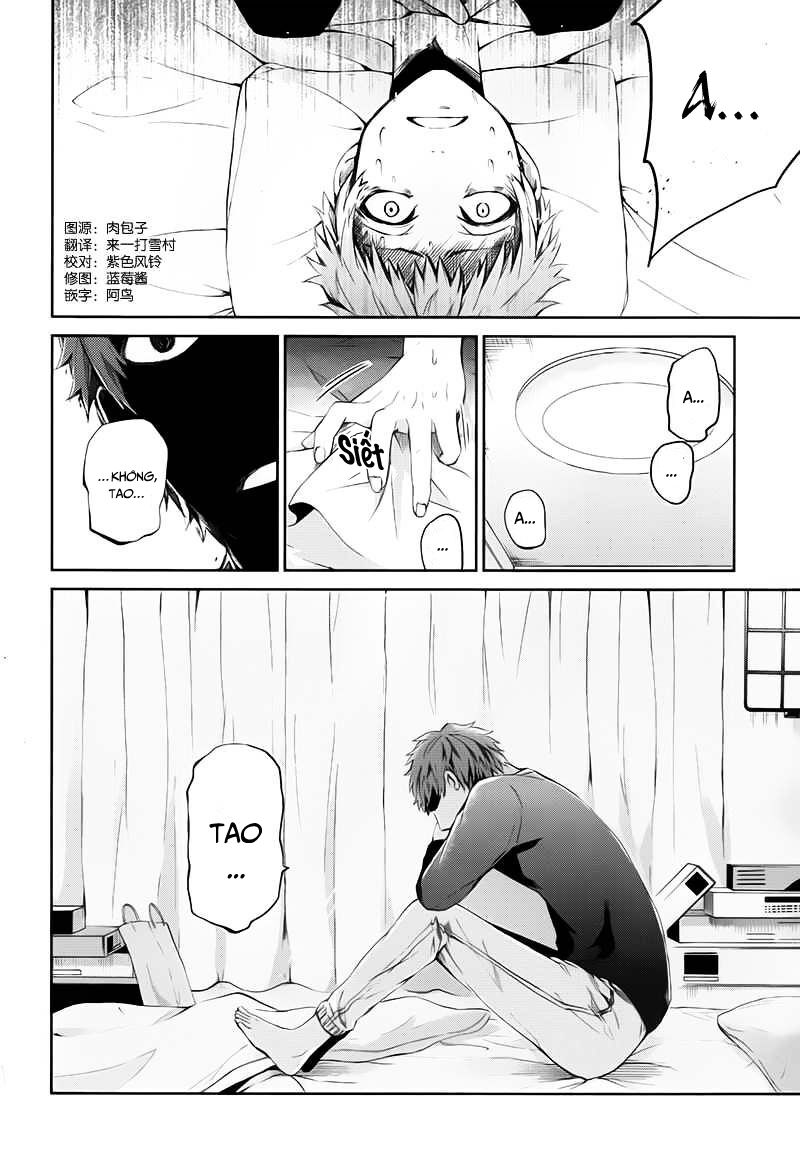 A...
图源：肉包子
翻译：来一打雪村
校对：紫色风铃
修图：蓝莓酱
嵌字：阿鸟
A...
...
A...
Siết
...
...KHÔNG,
TAO...
TAO
...